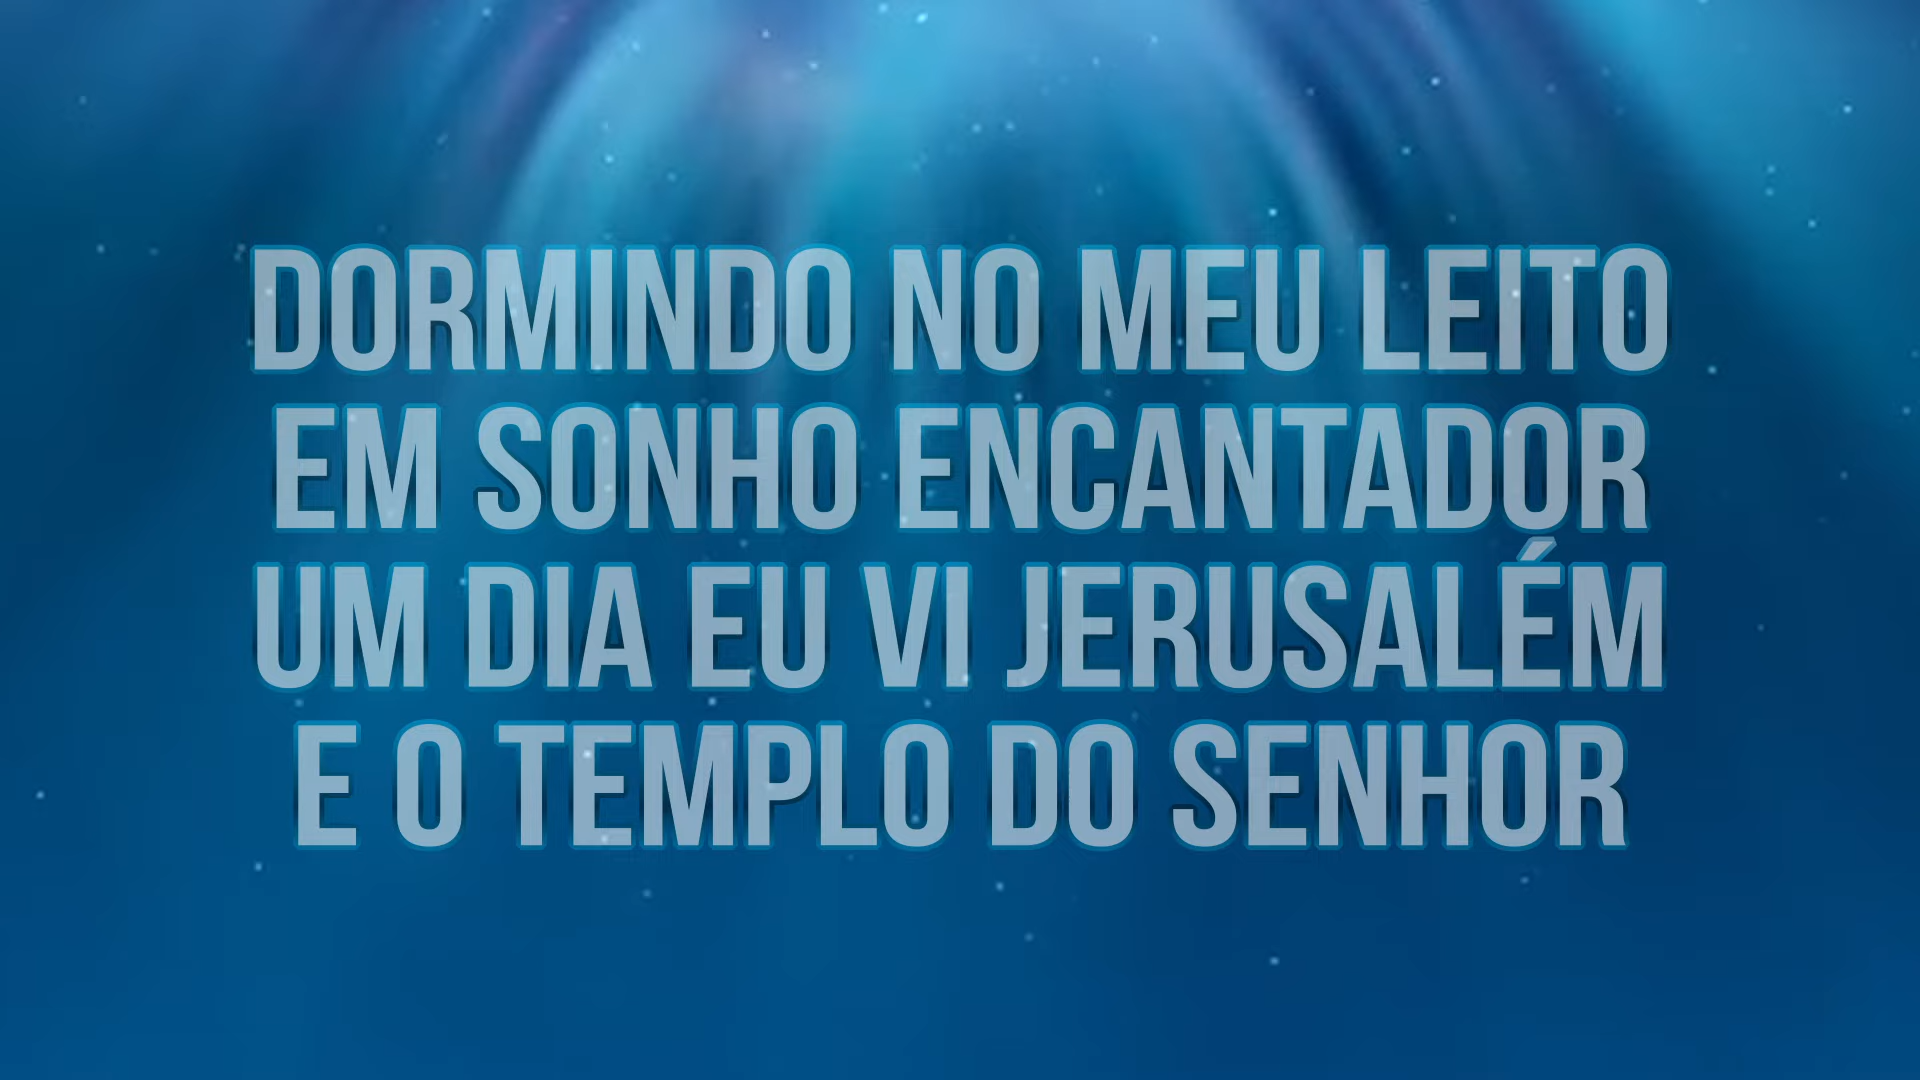 DORMINDO NO MEU LEITO
EM SONHO ENCANTADOR
UM DIA EU VI JERUSALÉM
E O TEMPLO DO SENHOR